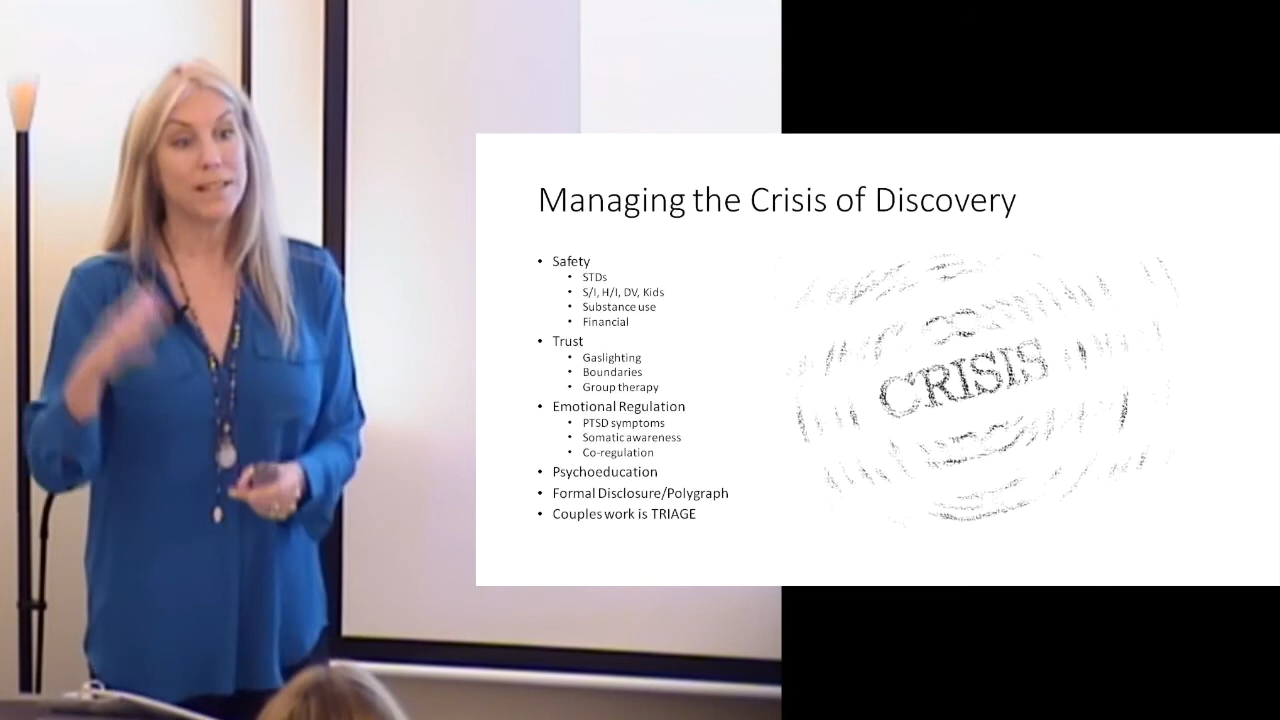 Managing the Crisis of Discovery
• Safety
• STDs
• S/I, H/I, DV, Kids
• Substance use
• Financial
• Trust
• Gaslighting
• Boundaries
• Group therapy
• Emotional Regulation
• PTSD symptoms
• Somatic awareness
• Co-regulation
• Psychoeducation
• Formal Disclosure/Polygraph
• Couples work is TRIAGE
CRISIS